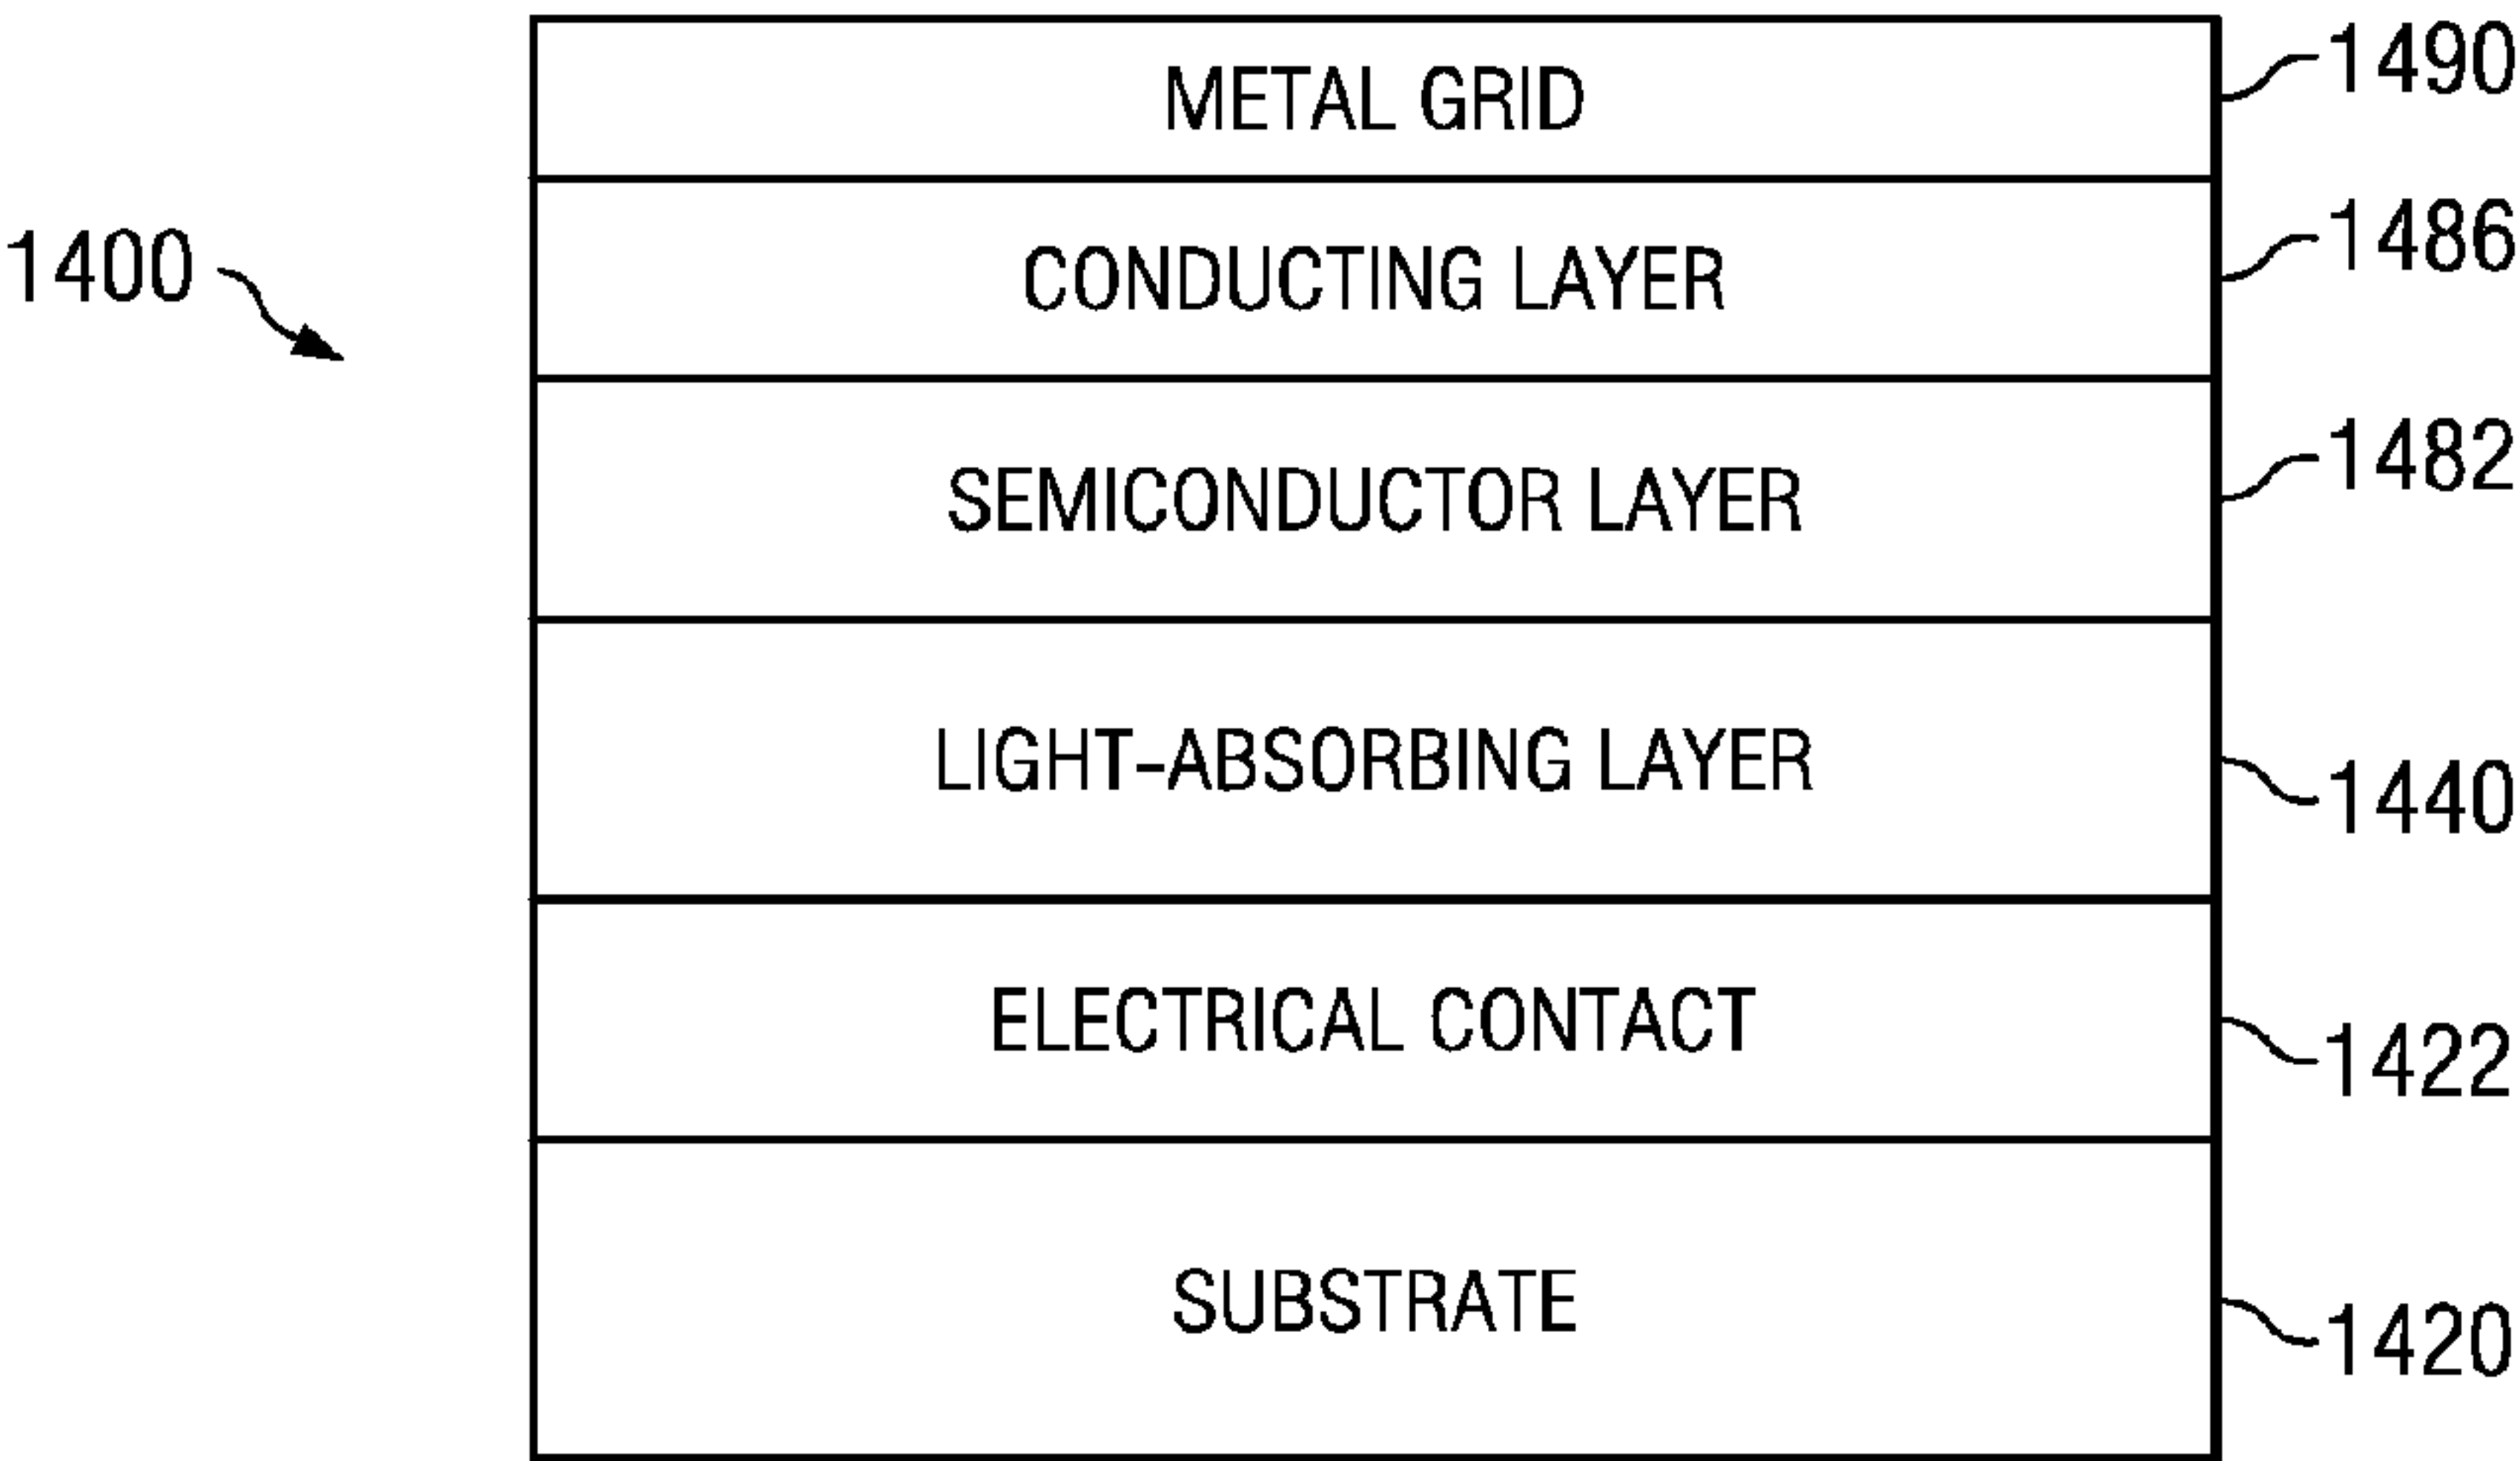 METAL GRID
1490
CONDUCTING LAYER
1486
1400
SEMICONDUCTOR LAYER
1482
LIGHT-ABSORBING LAYER
1440
ELECTRICAL CONTACT
1422
SUBSTRATE
1420